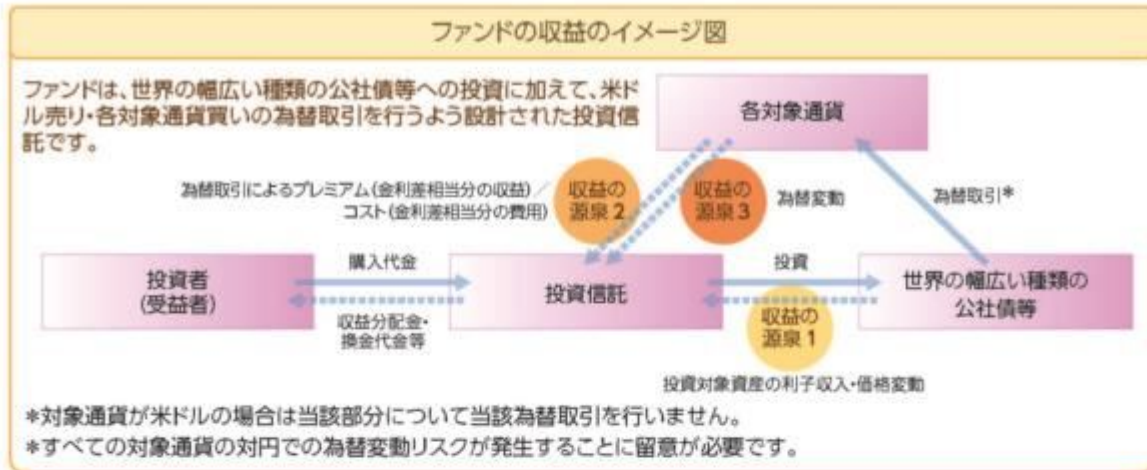 ファンドの収益のイメージ図
ファンドは、世界の幅広い種類の公社債等への投資に加えて、米ド
ル売り・各対象通貨買いの為替取引を行うよう設計された投資信
託です。
各対象通貨
為替取引によるプレミアム(金利差相当分の収益)/
コスト(金利差相当分の費用)
収益の
源泉2
収益の
源泉3
為替変動
為替取引*
投資者
(受益者)
購入代金
収益分配金・
換金代金等
投資信託
投資
収益の
源泉1
世界の幅広い種類の
公社債等
投資対象資産の利子収入・価格変動
*対象通貨が米ドルの場合は当該部分について当該為替取引を行いません。
*すべての対象通貨の対円での為替変動リスクが発生することに留意が必要です。